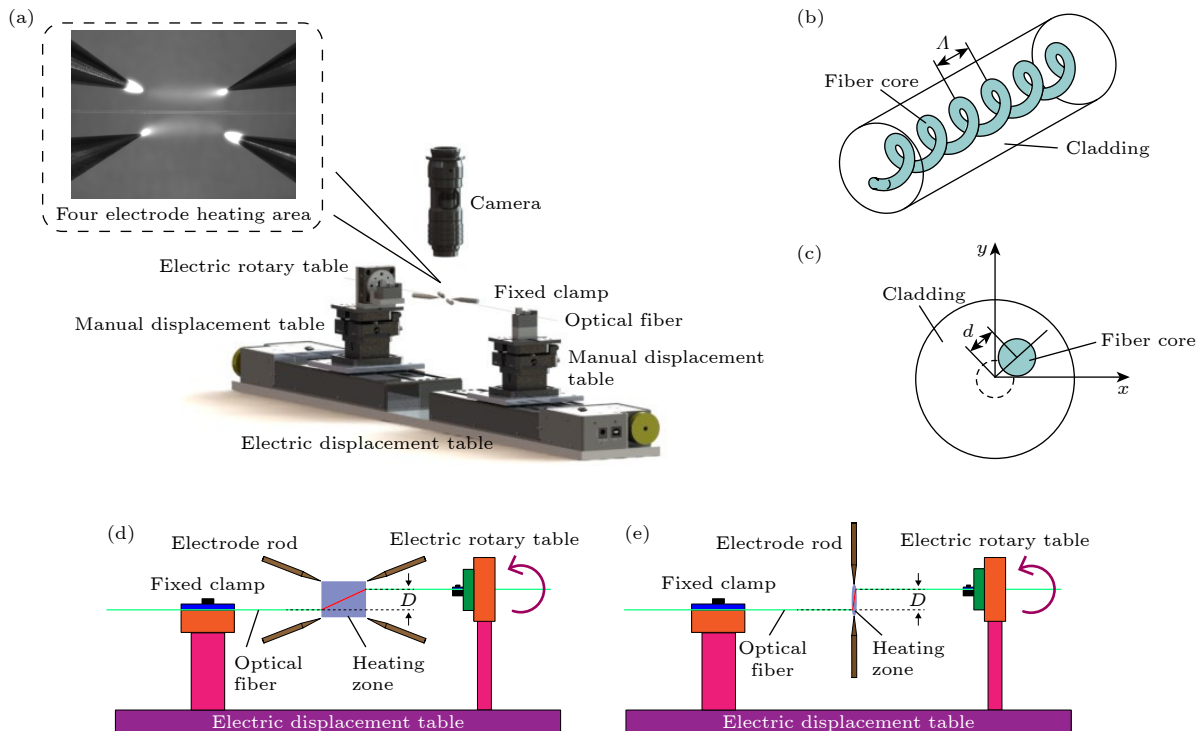 (a)
Four electrode heating area
Camera
Electric rotary table
Fixed clamp
Manual displacement table
Optical fiber
Manual displacement
table
Electric displacement table
(b)
Λ
Fiber core
Cladding
(c)
y
Cladding
d
Fiber core
x
(d)
Electrode rod
Electric rotary table
Fixed clamp
D
Optical
fiber
Heating
zone
Electric displacement table
(e)
Electrode rod
Electric rotary table
Fixed clamp
D
Optical
fiber
Heating
zone
Electric displacement table